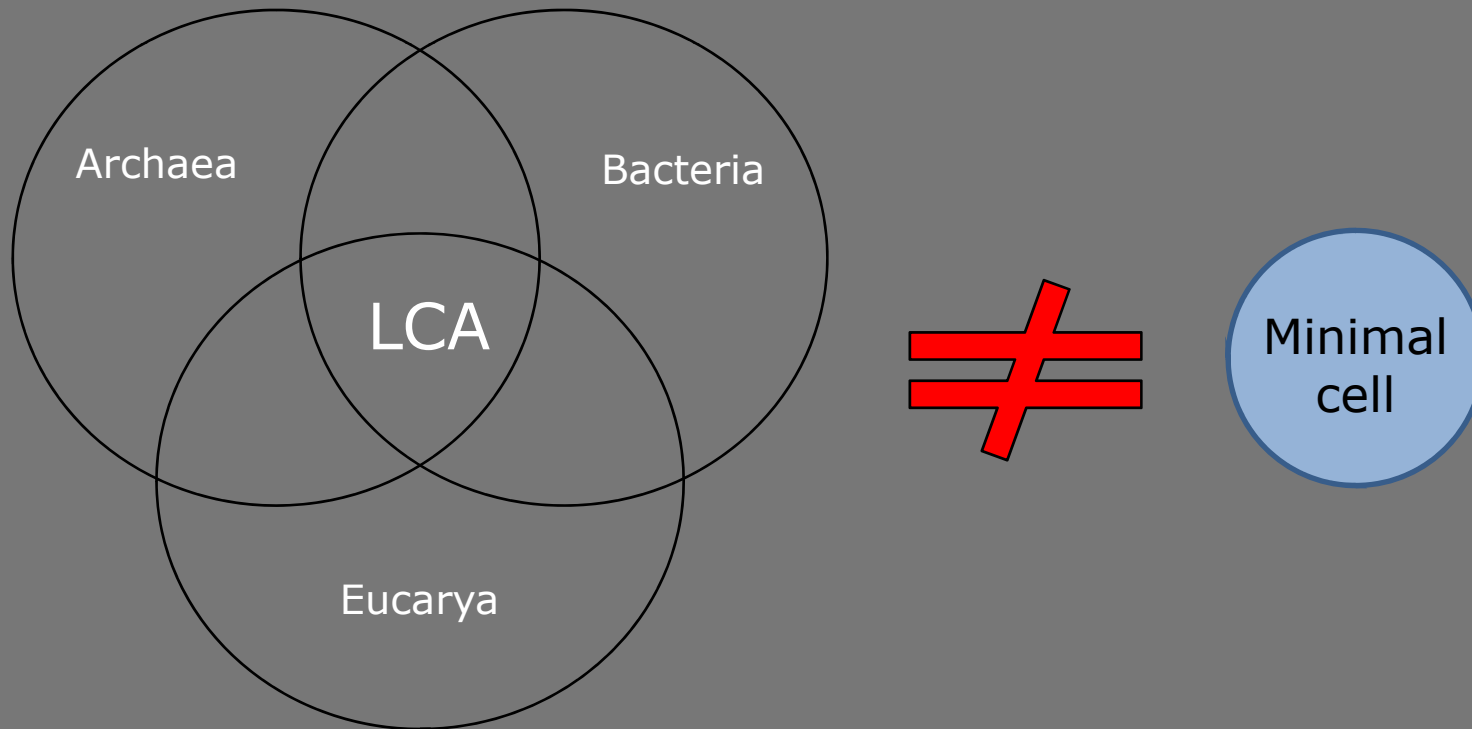 Archaea
Bacteria
LCA
Eucarya
≠
Minimal
cell